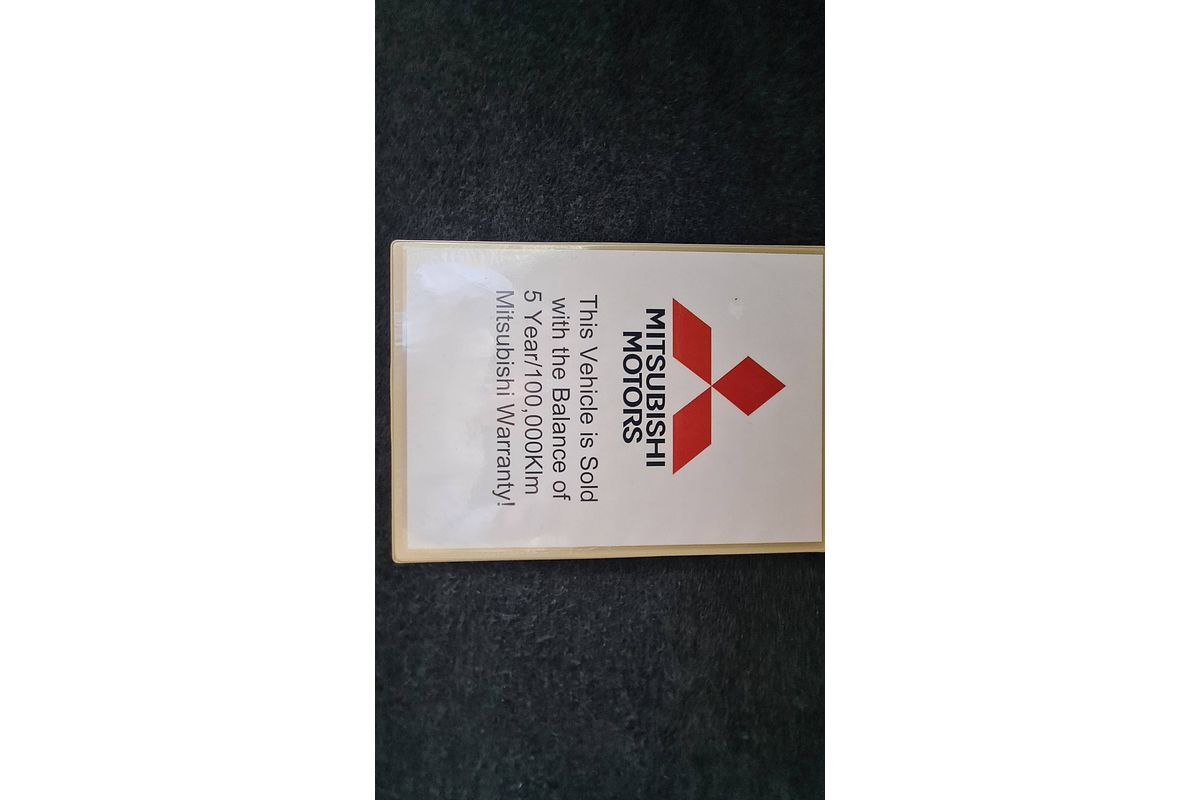 MITSUBISHI
MOTORS
This Vehicle is Sold
with the Balance of
5 Year/100,000Klm
Mitsubishi Warranty!